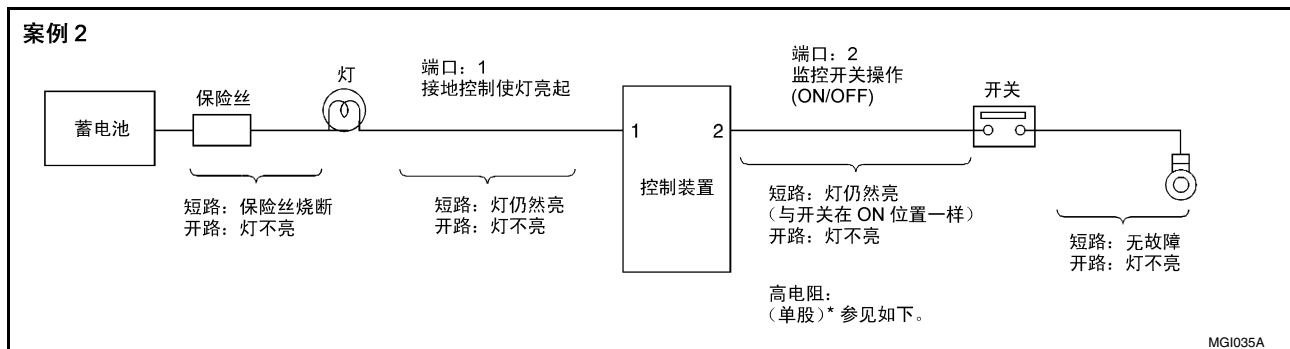 案例 2
蓄电池
保险丝
灯
端口：1
接地控制使灯亮起
端口：2
监控开关操作
(ON/OFF)
开关
1
2
控制装置
短路：保险丝烧断
开路：灯不亮
短路：灯仍然亮
开路：灯不亮
短路：灯仍然亮
（与开关在 ON 位置一样）
开路：灯不亮
高电阻：
（单股）* 参见如下。
短路：无故障
开路：灯不亮
MGI035A